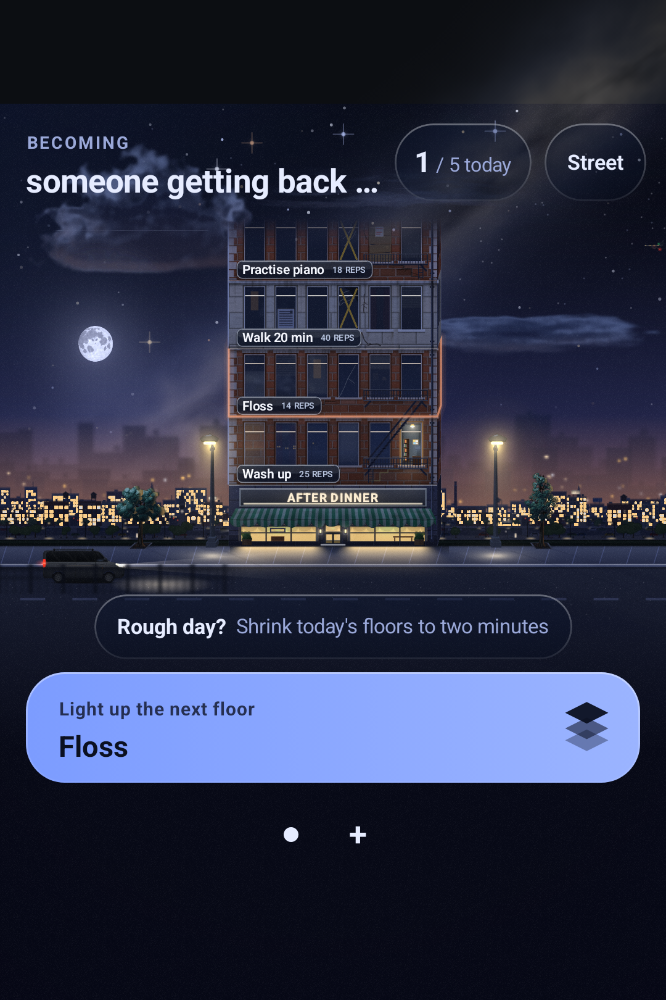 BECOMING
someone getting back ...
1 / 5 today
Street
Practise piano 18 REPS
Walk 20 min 40 REPS
Floss 14 REPS
Wash up 25 REPS
AFTER DINNER
Rough day? Shrink today's floors to two minutes
Light up the next floor
Floss